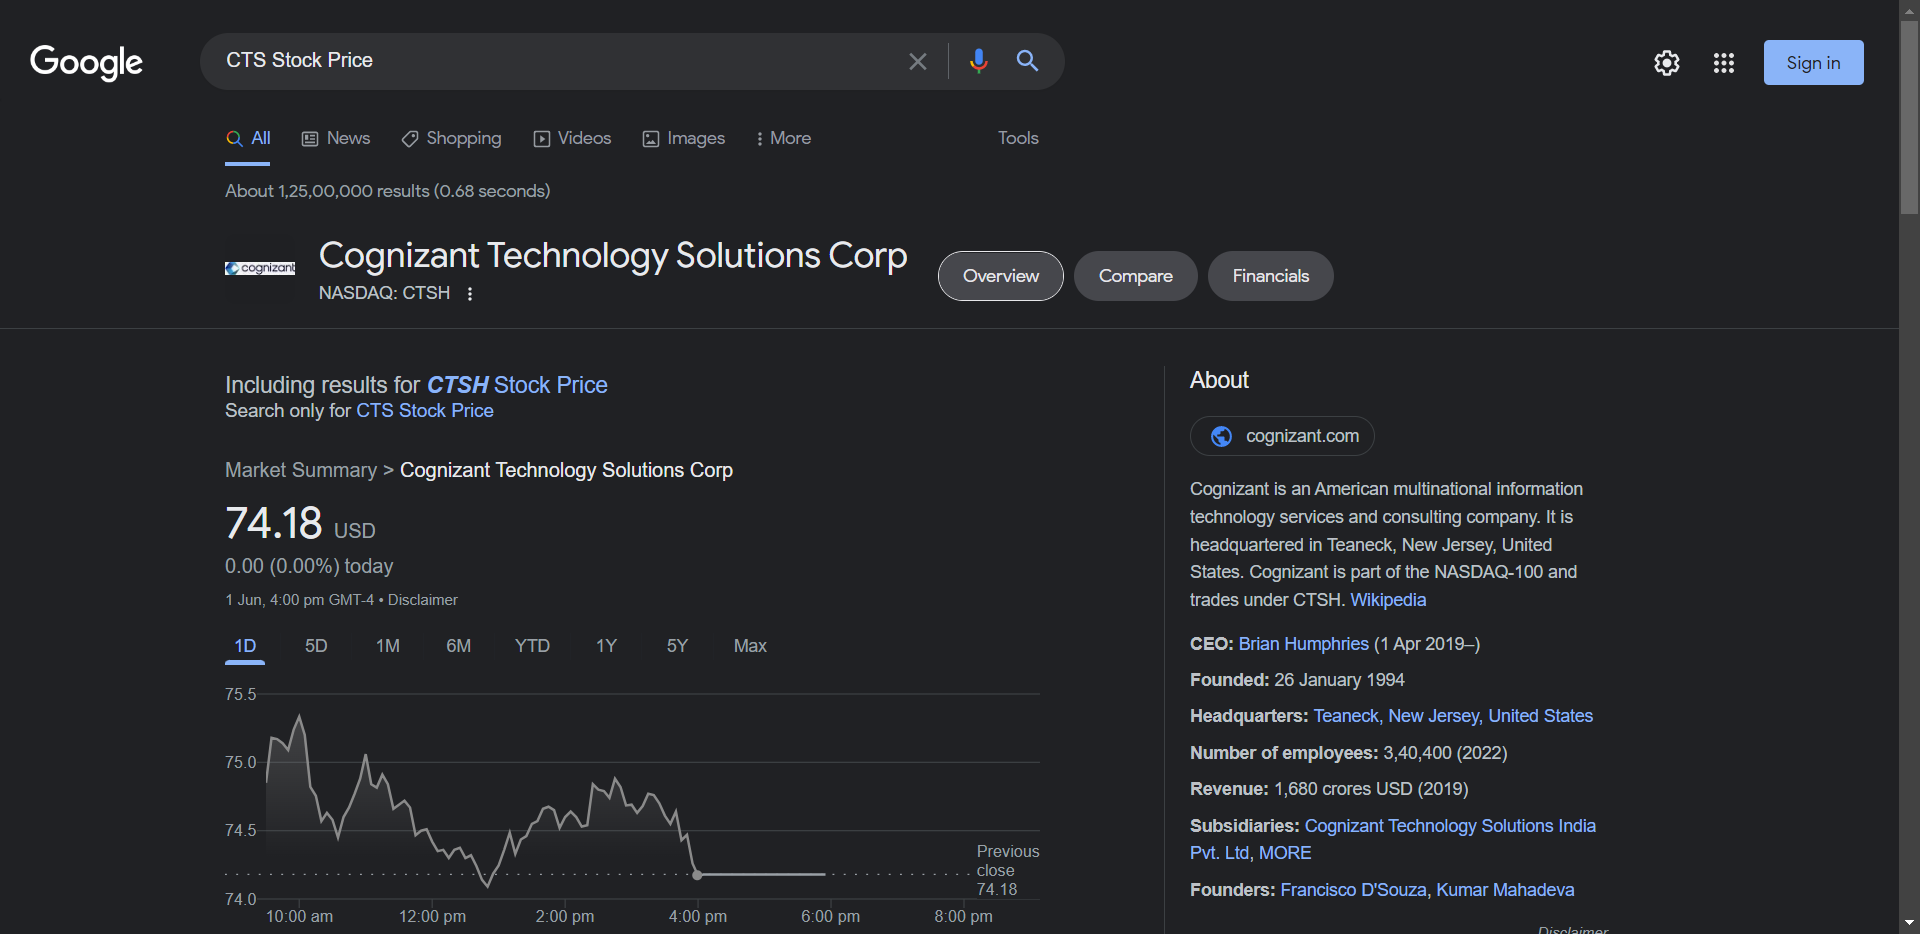 Google
CTS Stock Price
Sign in
All
News
Shopping
Videos
Images
More
Tools
About 1,25,00,000 results (0.68 seconds)
cognizant
Cognizant Technology Solutions Corp
NASDAQ: CTSH
Overview
Compare
Financials
Including results for CTSH Stock Price
Search only for CTS Stock Price
Market Summary > Cognizant Technology Solutions Corp
74.18 USD
0.00 (0.00%) today
1 Jun, 4:00 pm GMT-4 • Disclaimer
1D 5D 1M 6M YTD 1Y 5Y Max
75.5
75.0
74.5
74.0
Previous
close
74.18
10:00 am 12:00 pm 2:00 pm 4:00 pm 6:00 pm 8:00 pm
About
cognizant.com
Cognizant is an American multinational information
technology services and consulting company. It is
headquartered in Teaneck, New Jersey, United
States. Cognizant is part of the NASDAQ-100 and
trades under CTSH. Wikipedia
CEO: Brian Humphries (1 Apr 2019–)
Founded: 26 January 1994
Headquarters: Teaneck, New Jersey, United States
Number of employees: 3,40,400 (2022)
Revenue: 1,680 crores USD (2019)
Subsidiaries: Cognizant Technology Solutions India
Pvt. Ltd, MORE
Founders: Francisco D'Souza, Kumar Mahadeva
Disclaimer